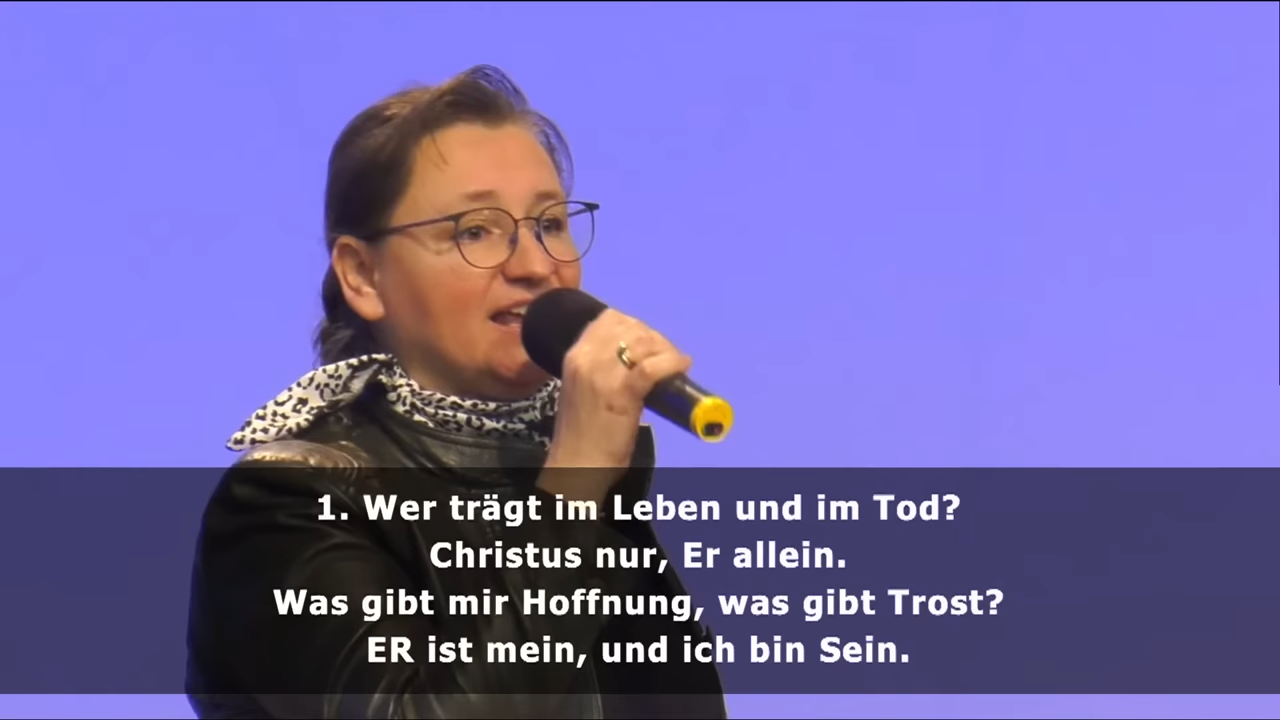 1. Wer trägt im Leben und im Tod?
Christus nur, Er allein.
Was gibt mir Hoffnung, was gibt Trost?
ER ist mein, und ich bin Sein.